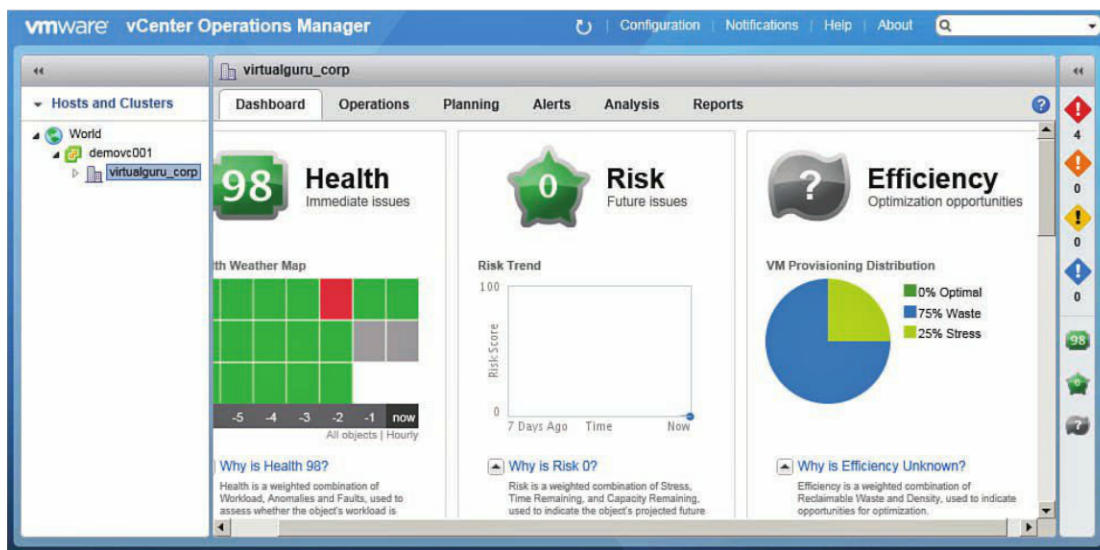 vmware vCenter Operations Manager
Configuration | Notifications | Help | About
virtualguru_corp
Hosts and Clusters
World
demovc001
virtualguru_corp
Dashboard Operations Planning Alerts Analysis Reports
98
Health
Immediate issues
th Weather Map
-5 -4 -3 -2 -1 now
All objects | Hourly
Why is Health 98?
Health is a weighted combination of
Workload, Anomalies and Faults, used to
assess whether the object's workload is
0
Risk
Future issues
Risk Trend
100
Risk Score
0
7 Days Ago Time Now
Why is Risk 0?
Risk is a weighted combination of Stress,
Time Remaining, and Capacity Remaining,
used to indicate the object's projected future
?
Efficiency
Optimization opportunities
VM Provisioning Distribution
0% Optimal
75% Waste
25% Stress
Why is Efficiency Unknown?
Efficiency is a weighted combination of
Reclaimable Waste and Density, used to indicate
opportunities for optimization.
?
!
4
!
0
!
0
!
0
98
0
?